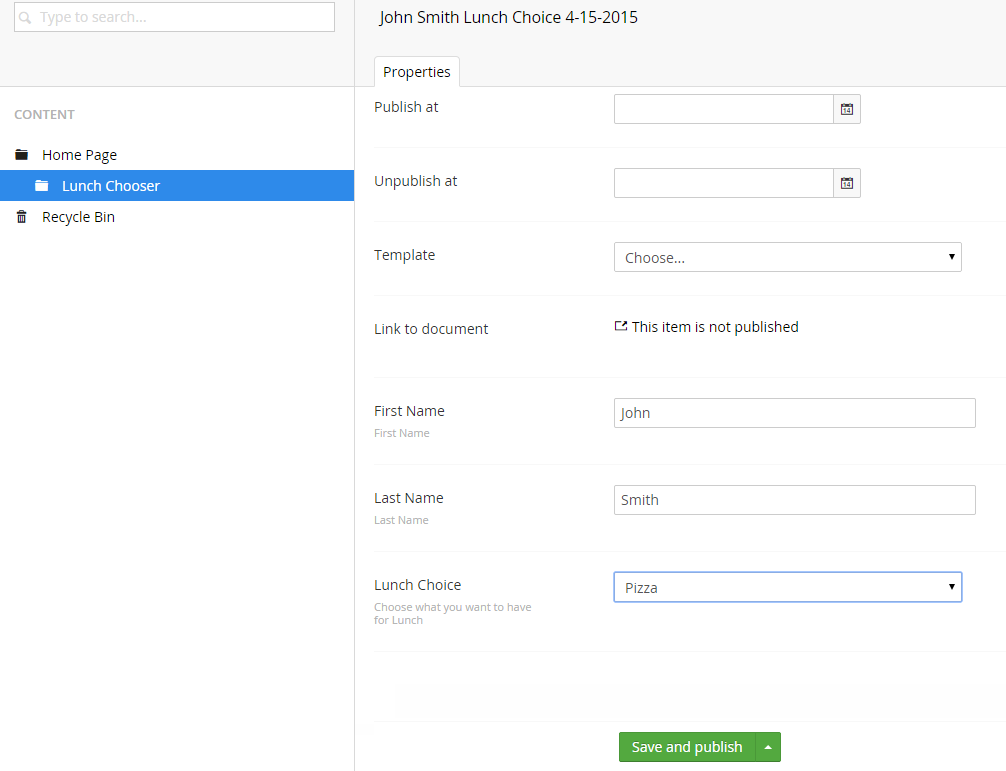 Type to search...
CONTENT
Home Page
Lunch Chooser
Recycle Bin
John Smith Lunch Choice 4-15-2015
Properties
Publish at
14
Unpublish at
14
Template
Choose...
Link to document
This item is not published
First Name
First Name
John
Last Name
Last Name
Smith
Lunch Choice
Choose what you want to have
for Lunch
Pizza
Save and publish